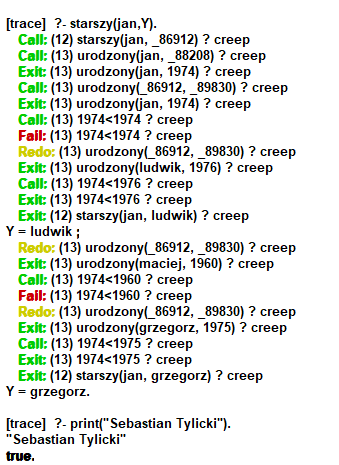 [trace]  ?- starszy(jan,Y).
Call: (12) starszy(jan, _86912) ? creep
Call: (13) urodzony(jan, _88208) ? creep
Exit: (13) urodzony(jan, 1974) ? creep
Call: (13) urodzony(_86912, _89830) ? creep
Exit: (13) urodzony(jan, 1974) ? creep
Call: (13) 1974<1974 ? creep
Fail: (13) 1974<1974 ? creep
Redo: (13) urodzony(_86912, _89830) ? creep
Exit: (13) urodzony(ludwik, 1976) ? creep
Call: (13) 1974<1976 ? creep
Exit: (13) 1974<1976 ? creep
Exit: (12) starszy(jan, ludwik) ? creep
Y = ludwik ;
Redo: (13) urodzony(_86912, _89830) ? creep
Exit: (13) urodzony(maciej, 1960) ? creep
Call: (13) 1974<1960 ? creep
Fail: (13) 1974<1960 ? creep
Redo: (13) urodzony(_86912, _89830) ? creep
Exit: (13) urodzony(grzegorz, 1975) ? creep
Call: (13) 1974<1975 ? creep
Exit: (13) 1974<1975 ? creep
Exit: (12) starszy(jan, grzegorz) ? creep
Y = grzegorz.
[trace]  ?- print("Sebastian Tylicki").
"Sebastian Tylicki"
true.